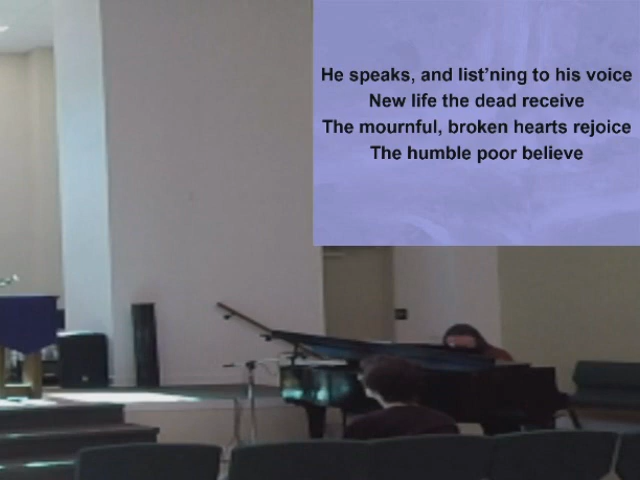 He speaks, and list’ning to his voice
New life the dead receive
The mournful, broken hearts rejoice
The humble poor believe